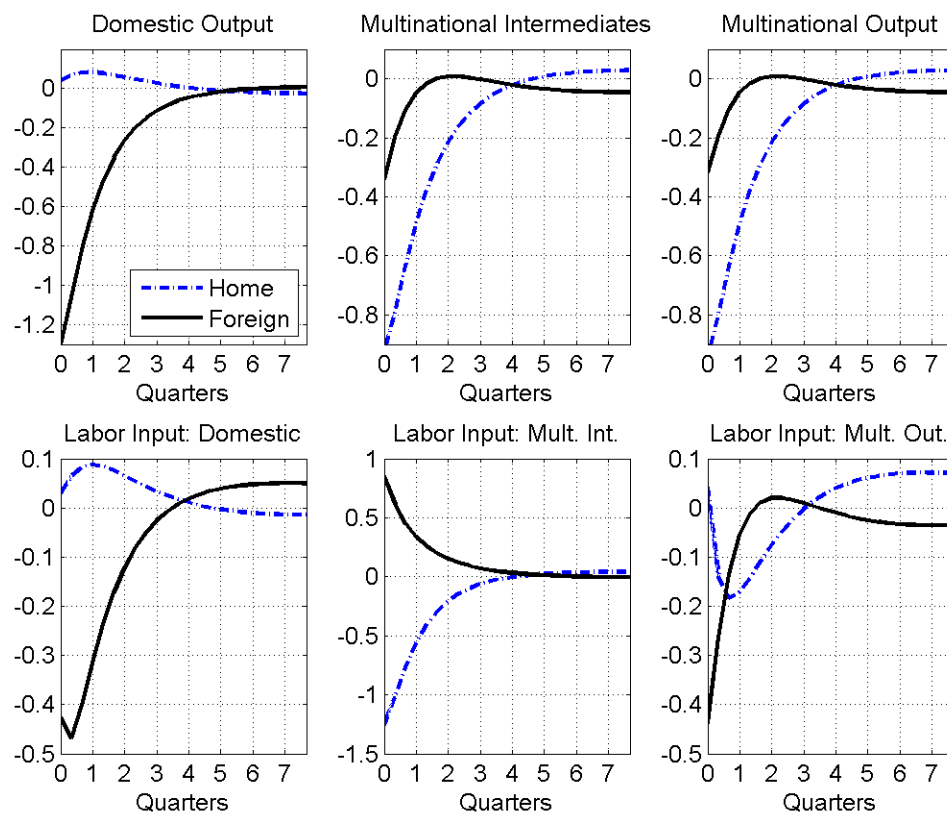 Domestic Output
Multinational Intermediates
Multinational Output
0
-0.2
-0.4
-0.6
-0.8
-1
-1.2
Home
Foreign
0 1 2 3 4 5 6 7
Quarters
0
-0.2
-0.4
-0.6
-0.8
0 1 2 3 4 5 6 7
Quarters
0
-0.2
-0.4
-0.6
-0.8
0 1 2 3 4 5 6 7
Quarters
Labor Input: Domestic
Labor Input: Mult. Int.
Labor Input: Mult. Out.
0.1
0
-0.1
-0.2
-0.3
-0.4
-0.5
0 1 2 3 4 5 6 7
Quarters
1
0.5
0
-0.5
-1
-1.5
0 1 2 3 4 5 6 7
Quarters
0.1
0
-0.1
-0.2
-0.3
-0.4
-0.5
0 1 2 3 4 5 6 7
Quarters